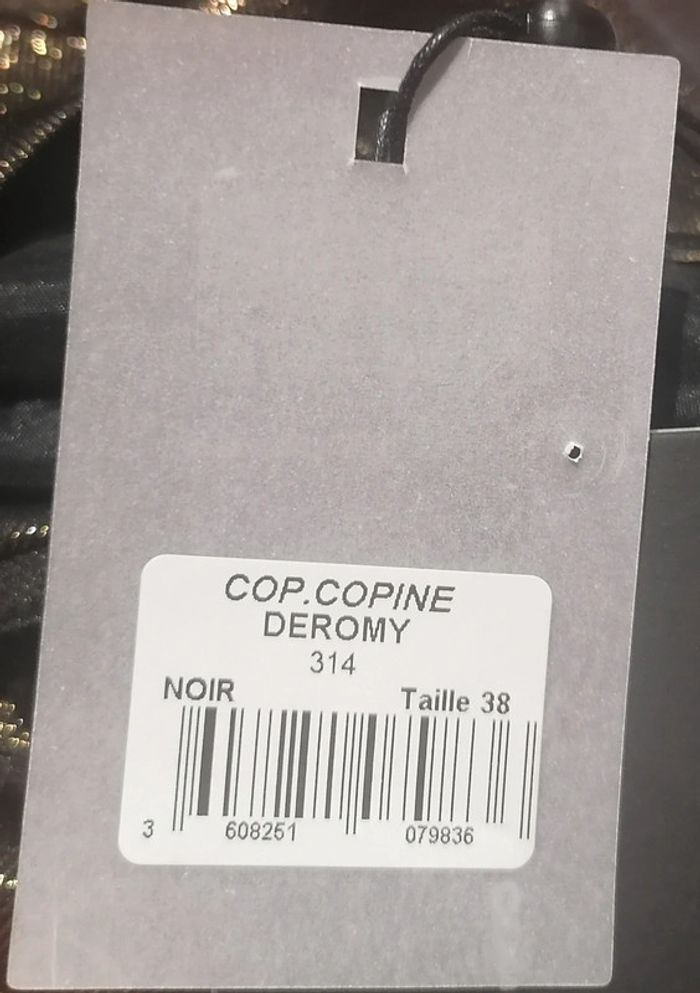 COP.COPINE
DEROMY
314
NOIR Taille 38
3 608251 079836